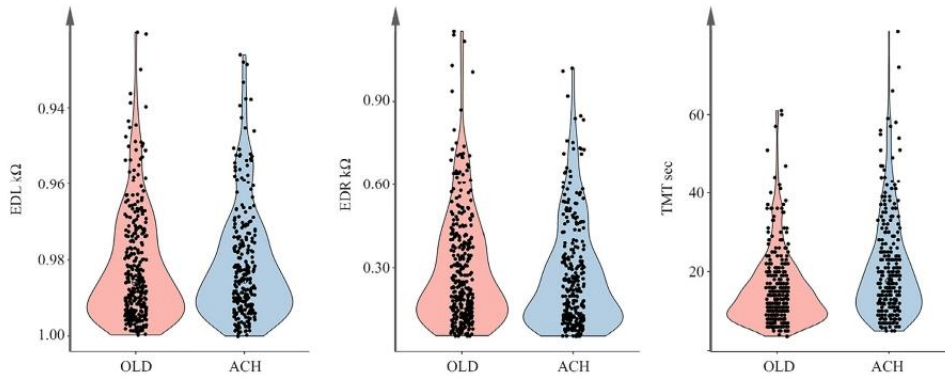 EDL kΩ
0.94
0.96
0.98
1.00
OLD
ACH
EDR kΩ
0.90
0.60
0.30
OLD
ACH
TMT sec
60
40
20
OLD
ACH